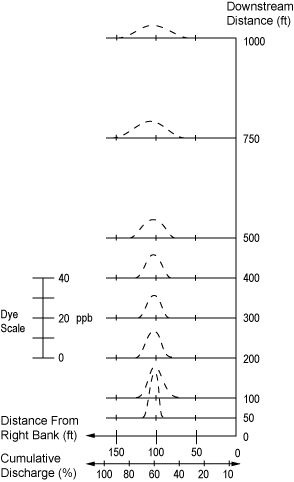 Downstream
Distance (ft)
1000
750
500
40
400
Dye
Scale
20 ppb
300
0
200
100
50
Distance From
Right Bank (ft)
0
150 100 50 0
Cumulative
Discharge (%)
100 80 60 40 20 10